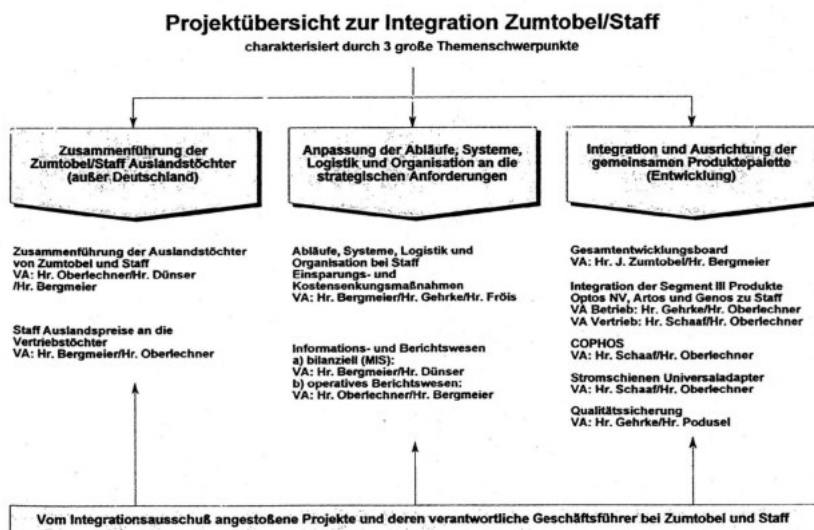 Projektübersicht zur Integration Zumtobel/Staff
charakterisiert durch 3 große Themenschwerpunkte
Zusammenführung der
Zumtobel/Staff Auslandstöchter
(außer Deutschland)
Zusammenführung der Auslandstöchter
von Zumtobel und Staff
VA: Hr. Oberlechner/Hr. Dünser
/Hr. Bergmeier
Staff Auslandspreise an die
Vertriebstöchter
VA: Hr. Bergmeier/Hr. Oberlechner
Anpassung der Abläufe, Systeme,
Logistik und Organisation an die
strategischen Anforderungen
Abläufe, Systeme, Logistik und
Organisation bei Staff
Einsparungs- und
Kostensenkungsmaßnahmen
VA: Hr. Bergmeier/Hr. Gehrke/Hr. Fröis
Informations- und Berichtswesen
a) bilanziell (MIS):
VA: Hr. Bergmeier/Hr. Dünser
b) operatives Berichtswesen:
VA: Hr. Oberlechner/Hr. Bergmeier
Integration und Ausrichtung der
gemeinsamen Produktepalette
(Entwicklung)
Gesamtentwicklungsboard
VA: Hr. J. Zumtobel/Hr. Bergmeier
Integration der Segment III Produkte
Optos NV, Artos und Genos zu Staff
VA Betrieb: Hr. Gehrke/Hr. Oberlechner
VA Vertrieb: Hr. Schaaf/Hr. Oberlechner
COPHOS
VA: Hr. Schaaf/Hr. Oberlechner
Stromschienen Universaladapter
VA: Hr. Schaaf/Hr. Oberlechner
Qualitätssicherung
VA: Hr. Gehrke/Hr. Podusel
Vom Integrationsausschuß angestoßene Projekte und deren verantwortliche Geschäftsführer bei Zumtobel und Staff